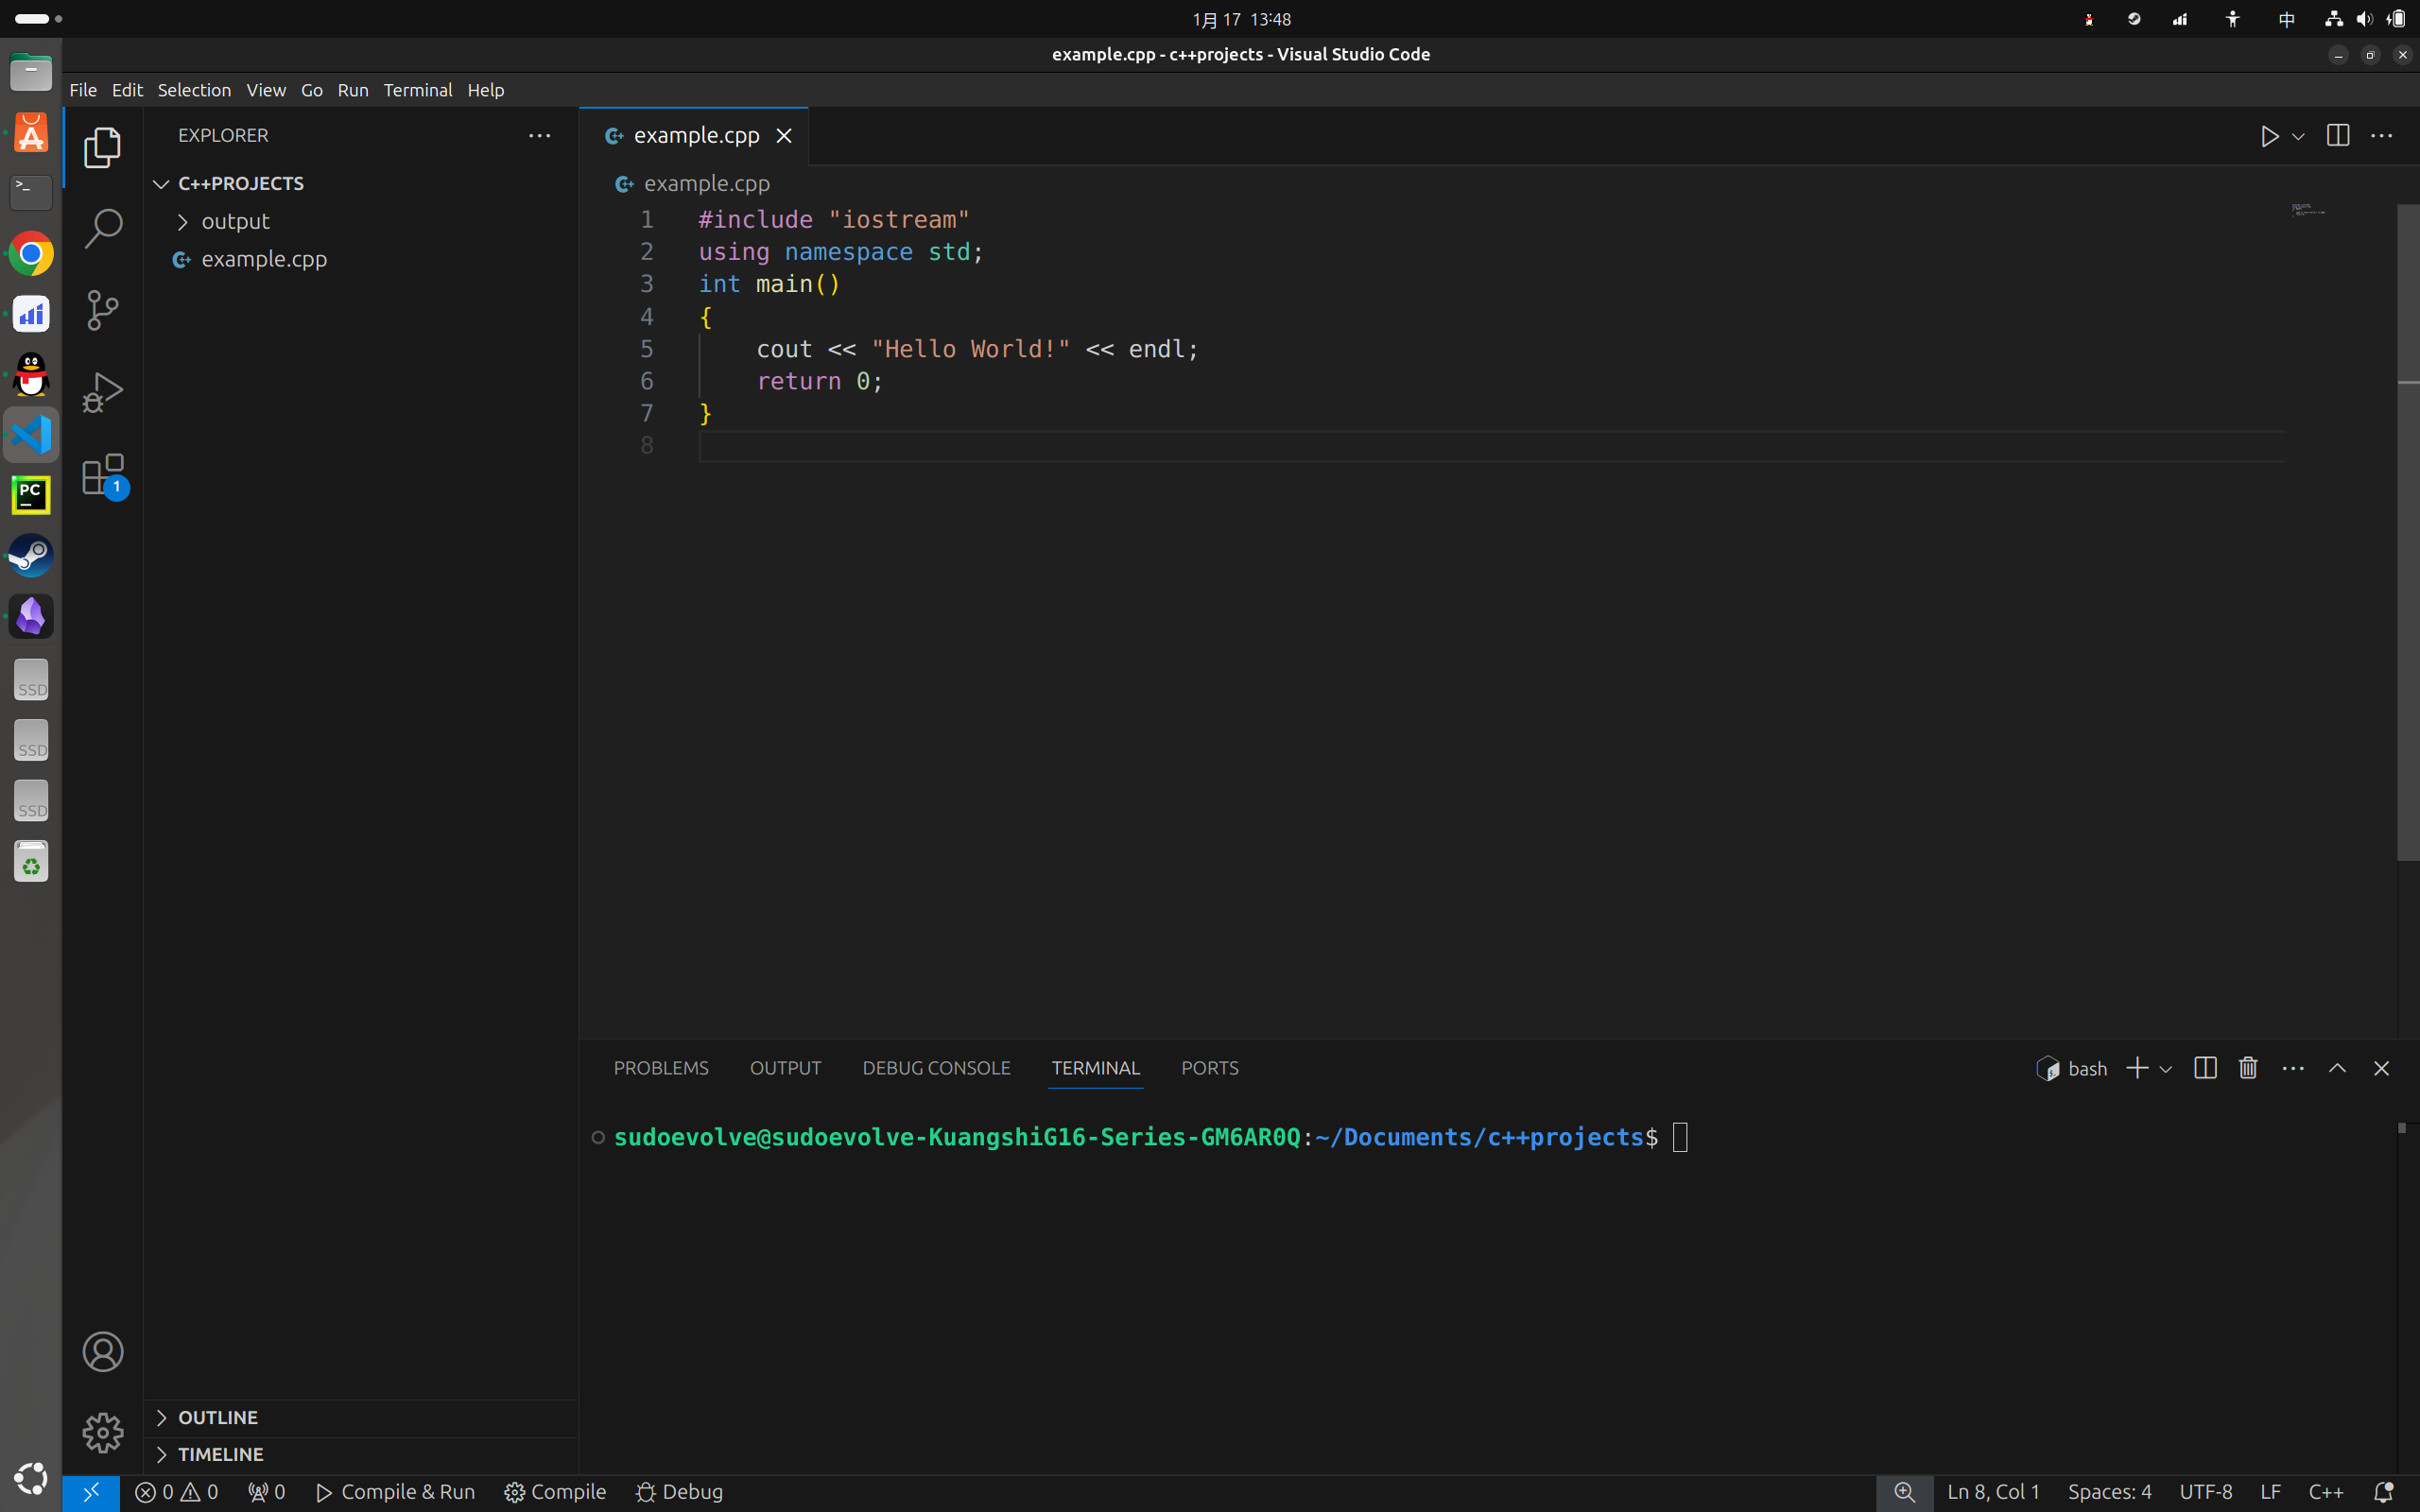 1月 17 13:48
中
example.cpp - c++projects - Visual Studio Code
File Edit Selection View Go Run Terminal Help
EXPLORER
C++PROJECTS
output
example.cpp
example.cpp
example.cpp
1 #include "iostream"
2 using namespace std;
3 int main()
4 {
5 cout << "Hello World!" << endl;
6 return 0;
7 }
8
1
PC
SSD
SSD
SSD
PROBLEMS OUTPUT DEBUG CONSOLE TERMINAL PORTS
bash
sudoevolve@sudoevolve-KuangshiG16-Series-GM6AR0Q:~/Documents/c++projects$
OUTLINE
TIMELINE
0 0 0 Compile & Run Compile Debug
Ln 8, Col 1 Spaces: 4 UTF-8 LF C++